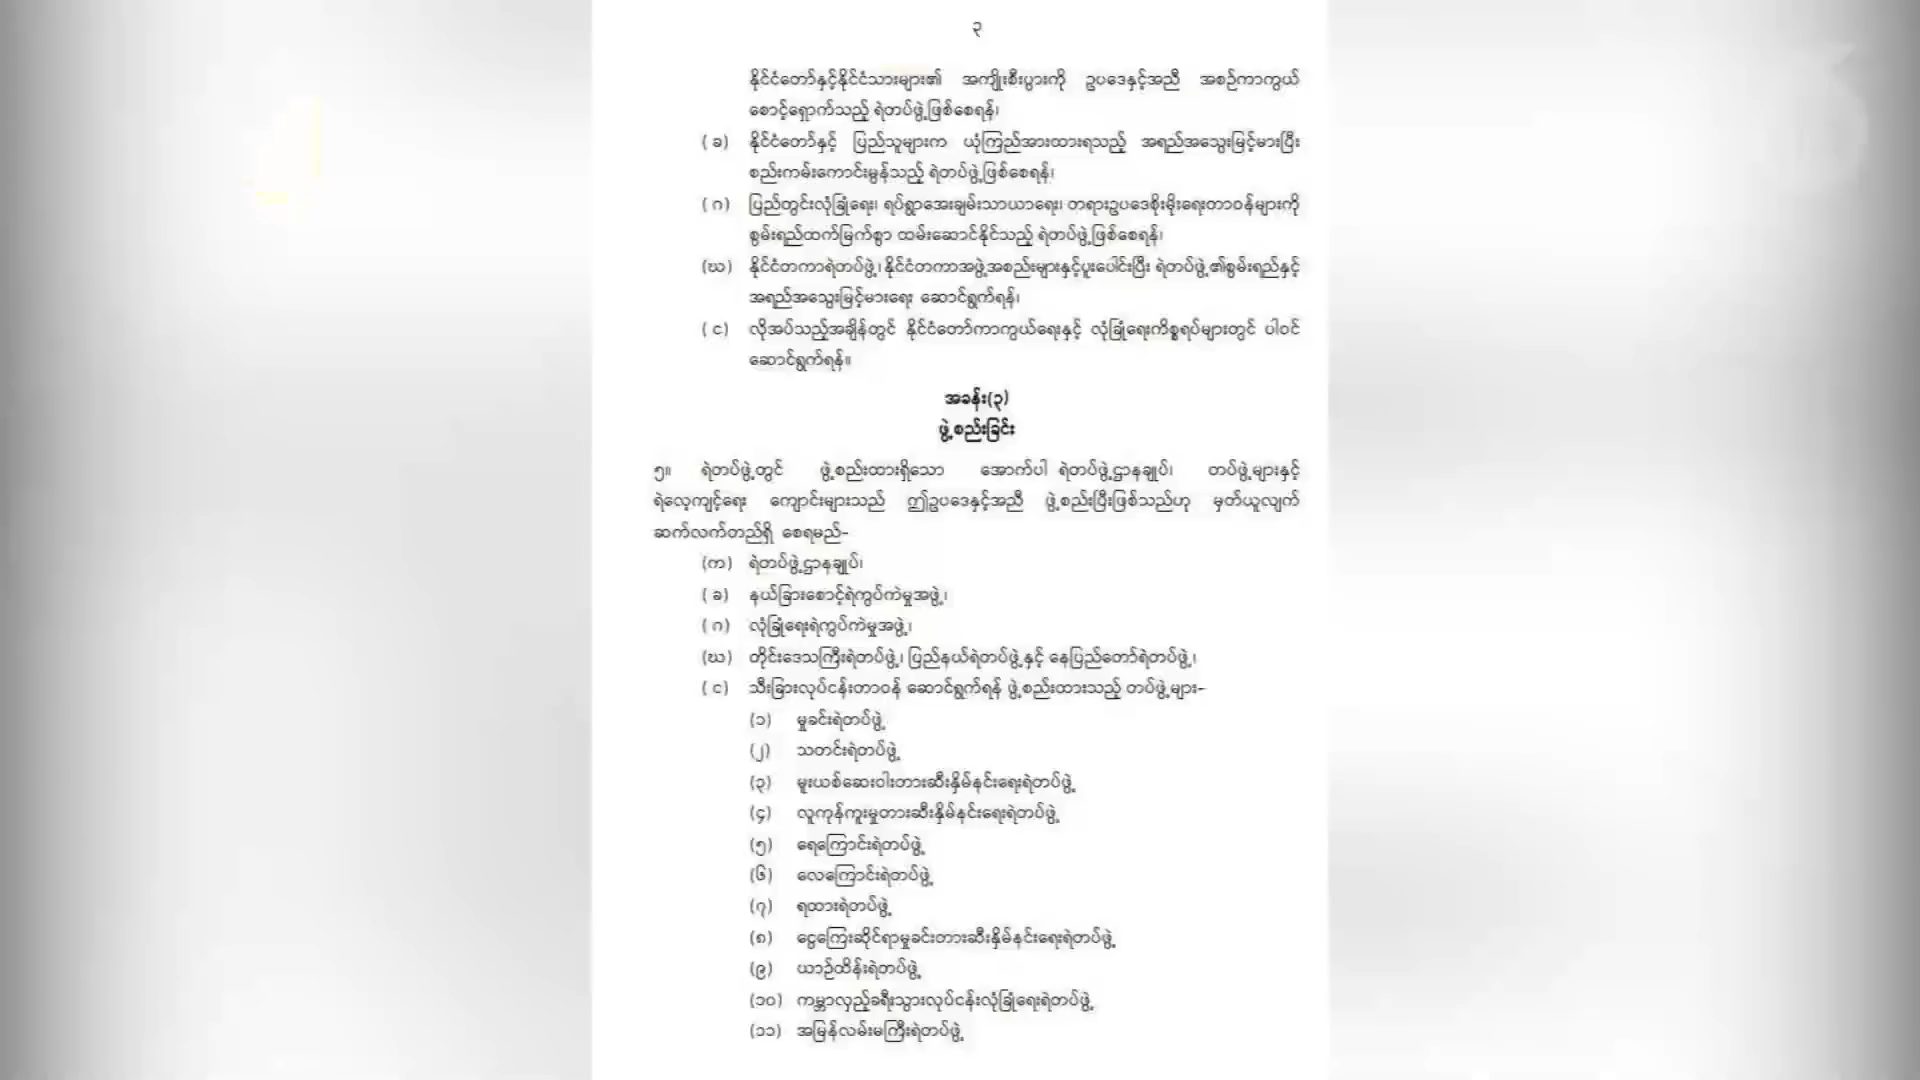 ၃
နိုင်ငံတော်နှင့်နိုင်ငံသားများ၏ အကျိုးစီးပွားကို ဥပဒေနှင့်အညီ အစဉ်ကာကွယ်
စောင့်ရှောက်သည့် ရဲတပ်ဖွဲ့ဖြစ်စေရန်၊
( ခ ) နိုင်ငံတော်နှင့် ပြည်သူများက ယုံကြည်အားထားရသည့် အရည်အသွေးမြင့်မားပြီး
စည်းကမ်းကောင်းမွန်သည့် ရဲတပ်ဖွဲ့ဖြစ်စေရန်၊
( ဂ ) ပြည်တွင်းလုံခြုံရေး၊ ရပ်ရွာအေးချမ်းသာယာရေး၊ တရားဥပဒေစိုးမိုးရေးတာဝန်များကို
စွမ်းရည်ထက်မြက်စွာ ထမ်းဆောင်နိုင်သည့် ရဲတပ်ဖွဲ့ဖြစ်စေရန်၊
(ဃ) နိုင်ငံတကာရဲတပ်ဖွဲ့၊ နိုင်ငံတကာအဖွဲ့အစည်းများနှင့်ပူးပေါင်းပြီး ရဲတပ်ဖွဲ့၏စွမ်းရည်နှင့်
အရည်အသွေးမြင့်မားရေး ဆောင်ရွက်ရန်၊
( င ) လိုအပ်သည့်အချိန်တွင် နိုင်ငံတော်ကာကွယ်ရေးနှင့် လုံခြုံရေးကိစ္စရပ်များတွင် ပါဝင်
ဆောင်ရွက်ရန်။
အခန်း(၃)
ဖွဲ့စည်းခြင်း
၅။ ရဲတပ်ဖွဲ့တွင် ဖွဲ့စည်းထားရှိသော အောက်ပါ ရဲတပ်ဖွဲ့ဌာနချုပ်၊ တပ်ဖွဲ့များနှင့်
ရဲလေ့ကျင့်ရေး ကျောင်းများသည် ဤဥပဒေနှင့်အညီ ဖွဲ့စည်းပြီးဖြစ်သည်ဟု မှတ်ယူလျက်
ဆက်လက်တည်ရှိ စေရမည်-
(က) ရဲတပ်ဖွဲ့ဌာနချုပ်၊
( ခ ) နယ်ခြားစောင့်ရဲကွပ်ကဲမှုအဖွဲ့၊
( ဂ ) လုံခြုံရေးရဲကွပ်ကဲမှုအဖွဲ့၊
(ဃ) တိုင်းဒေသကြီးရဲတပ်ဖွဲ့၊ ပြည်နယ်ရဲတပ်ဖွဲ့နှင့် နေပြည်တော်ရဲတပ်ဖွဲ့၊
( င ) သီးခြားလုပ်ငန်းတာဝန် ဆောင်ရွက်ရန် ဖွဲ့စည်းထားသည့် တပ်ဖွဲ့များ-
(၁) မှုခင်းရဲတပ်ဖွဲ့
(၂) သတင်းရဲတပ်ဖွဲ့
(၃) မူးယစ်ဆေးဝါးတားဆီးနှိမ်နင်းရေးရဲတပ်ဖွဲ့
(၄) လူကုန်ကူးမှုတားဆီးနှိမ်နင်းရေးရဲတပ်ဖွဲ့
(၅) ရေကြောင်းရဲတပ်ဖွဲ့
(၆) လေကြောင်းရဲတပ်ဖွဲ့
(၇) ရထားရဲတပ်ဖွဲ့
(၈) ငွေကြေးဆိုင်ရာမှုခင်းတားဆီးနှိမ်နင်းရေးရဲတပ်ဖွဲ့
(၉) ယာဉ်ထိန်းရဲတပ်ဖွဲ့
(၁၀) ကမ္ဘာလှည့်ခရီးသွားလုပ်ငန်းလုံခြုံရေးရဲတပ်ဖွဲ့
(၁၁) အမြန်လမ်းမကြီးရဲတပ်ဖွဲ့